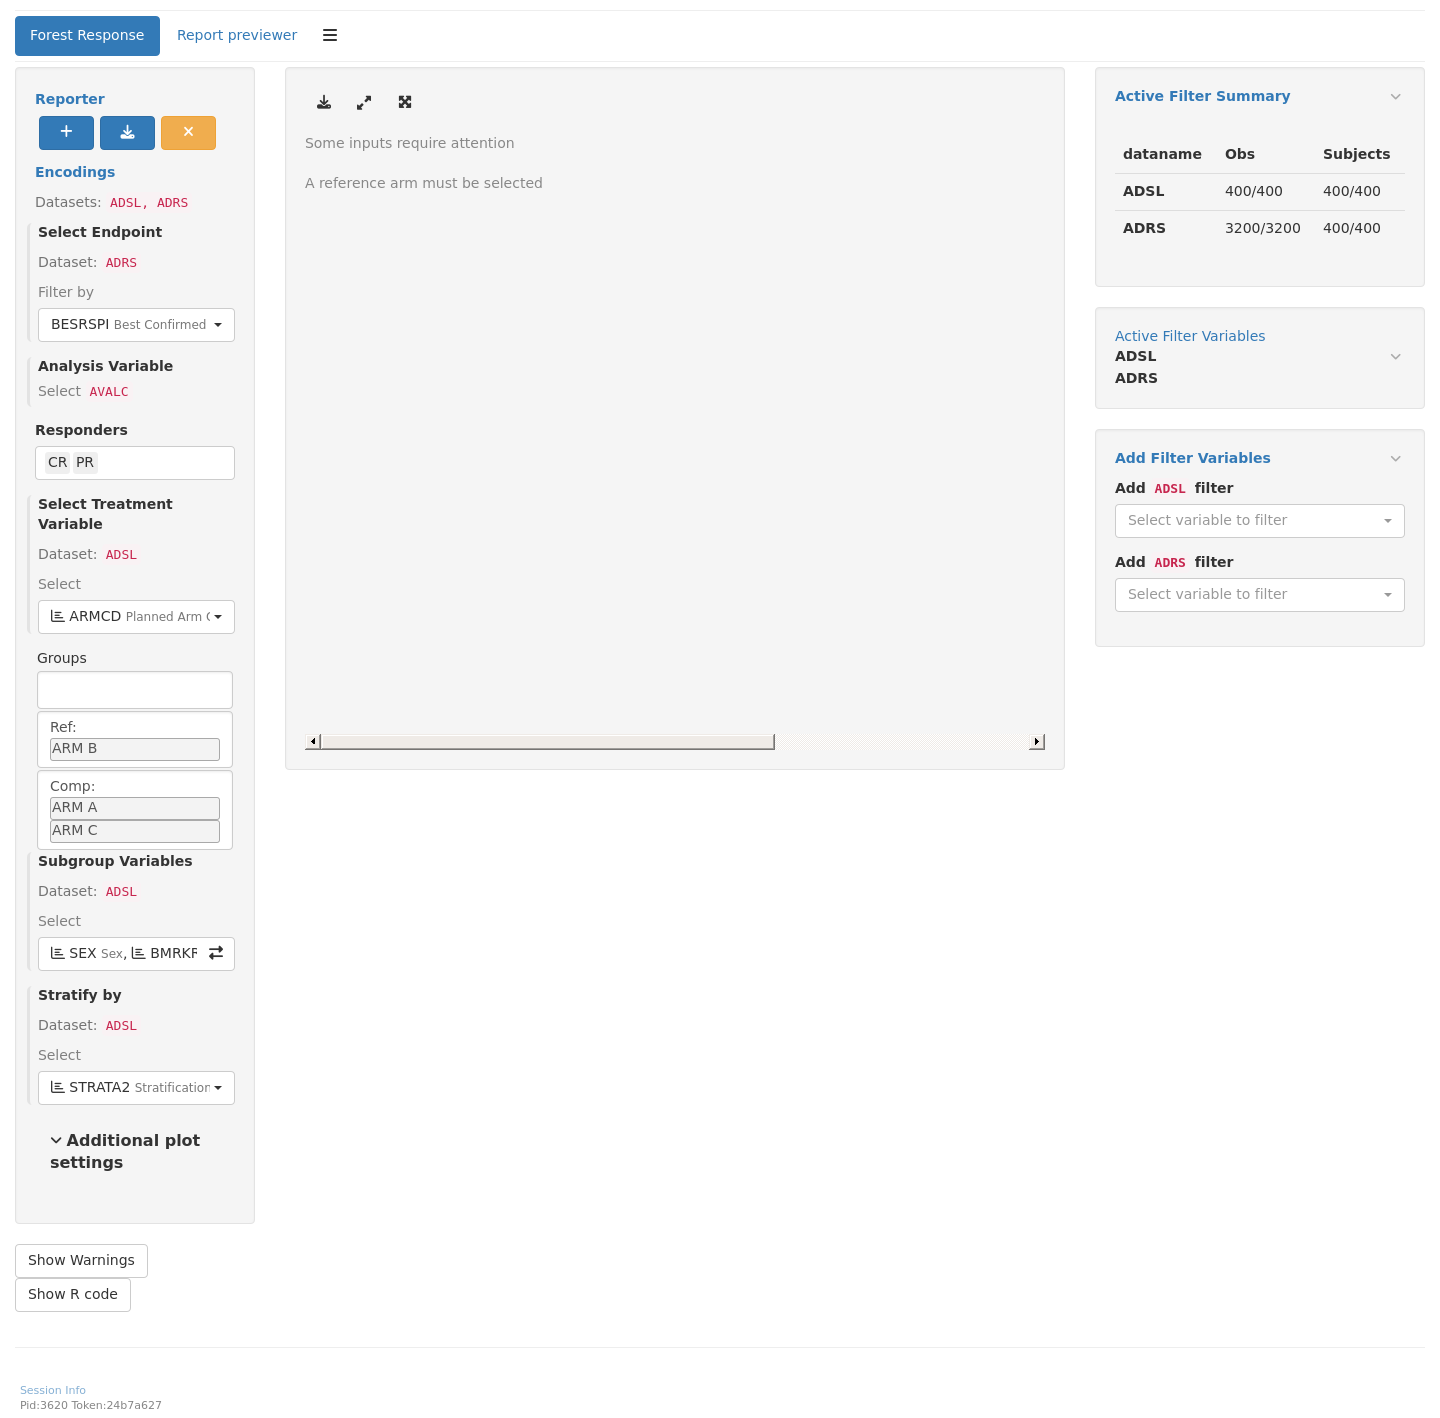 Forest Response
Report previewer
Reporter
Encodings
Datasets: ADSL, ADRS
Select Endpoint
Dataset: ADRS
Filter by
BESRSPI Best Confirmed
Analysis Variable
Select AVALC
Responders
CR PR
Select Treatment
Variable
Dataset: ADSL
Select
ARMCD Planned Arm
Groups
Ref:
ARM B
Comp:
ARM A
ARM C
Subgroup Variables
Dataset: ADSL
Select
SEX Sex, BMRKR
Stratify by
Dataset: ADSL
Select
STRATA2 Stratification
Additional plot
settings
Show Warnings
Show R code
Some inputs require attention
A reference arm must be selected
Active Filter Summary
dataname Obs Subjects
ADSL 400/400 400/400
ADRS 3200/3200 400/400
Active Filter Variables
ADSL
ADRS
Add Filter Variables
Add ADSL filter
Select variable to filter
Add ADRS filter
Select variable to filter
Session Info
Pid:3620 Token:24b7a627